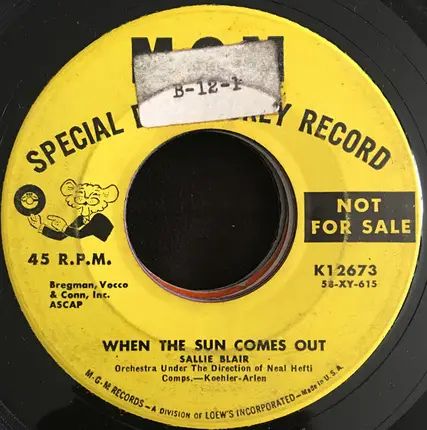 M-G-M
B-12-1
SPECIAL RECORD
NOT
FOR SALE
45 R.P.M.
K12673
58-XY-615
Bregman, Vocco
& Conn, Inc.
ASCAP
WHEN THE SUN COMES OUT
SALLIE BLAIR
Orchestra Under The Direction of Neal Hefti
Comps.—Koehler-Arlen
M-G-M RECORDS—A DIVISION OF LOEW'S INCORPORATED—Made in U.S.A.